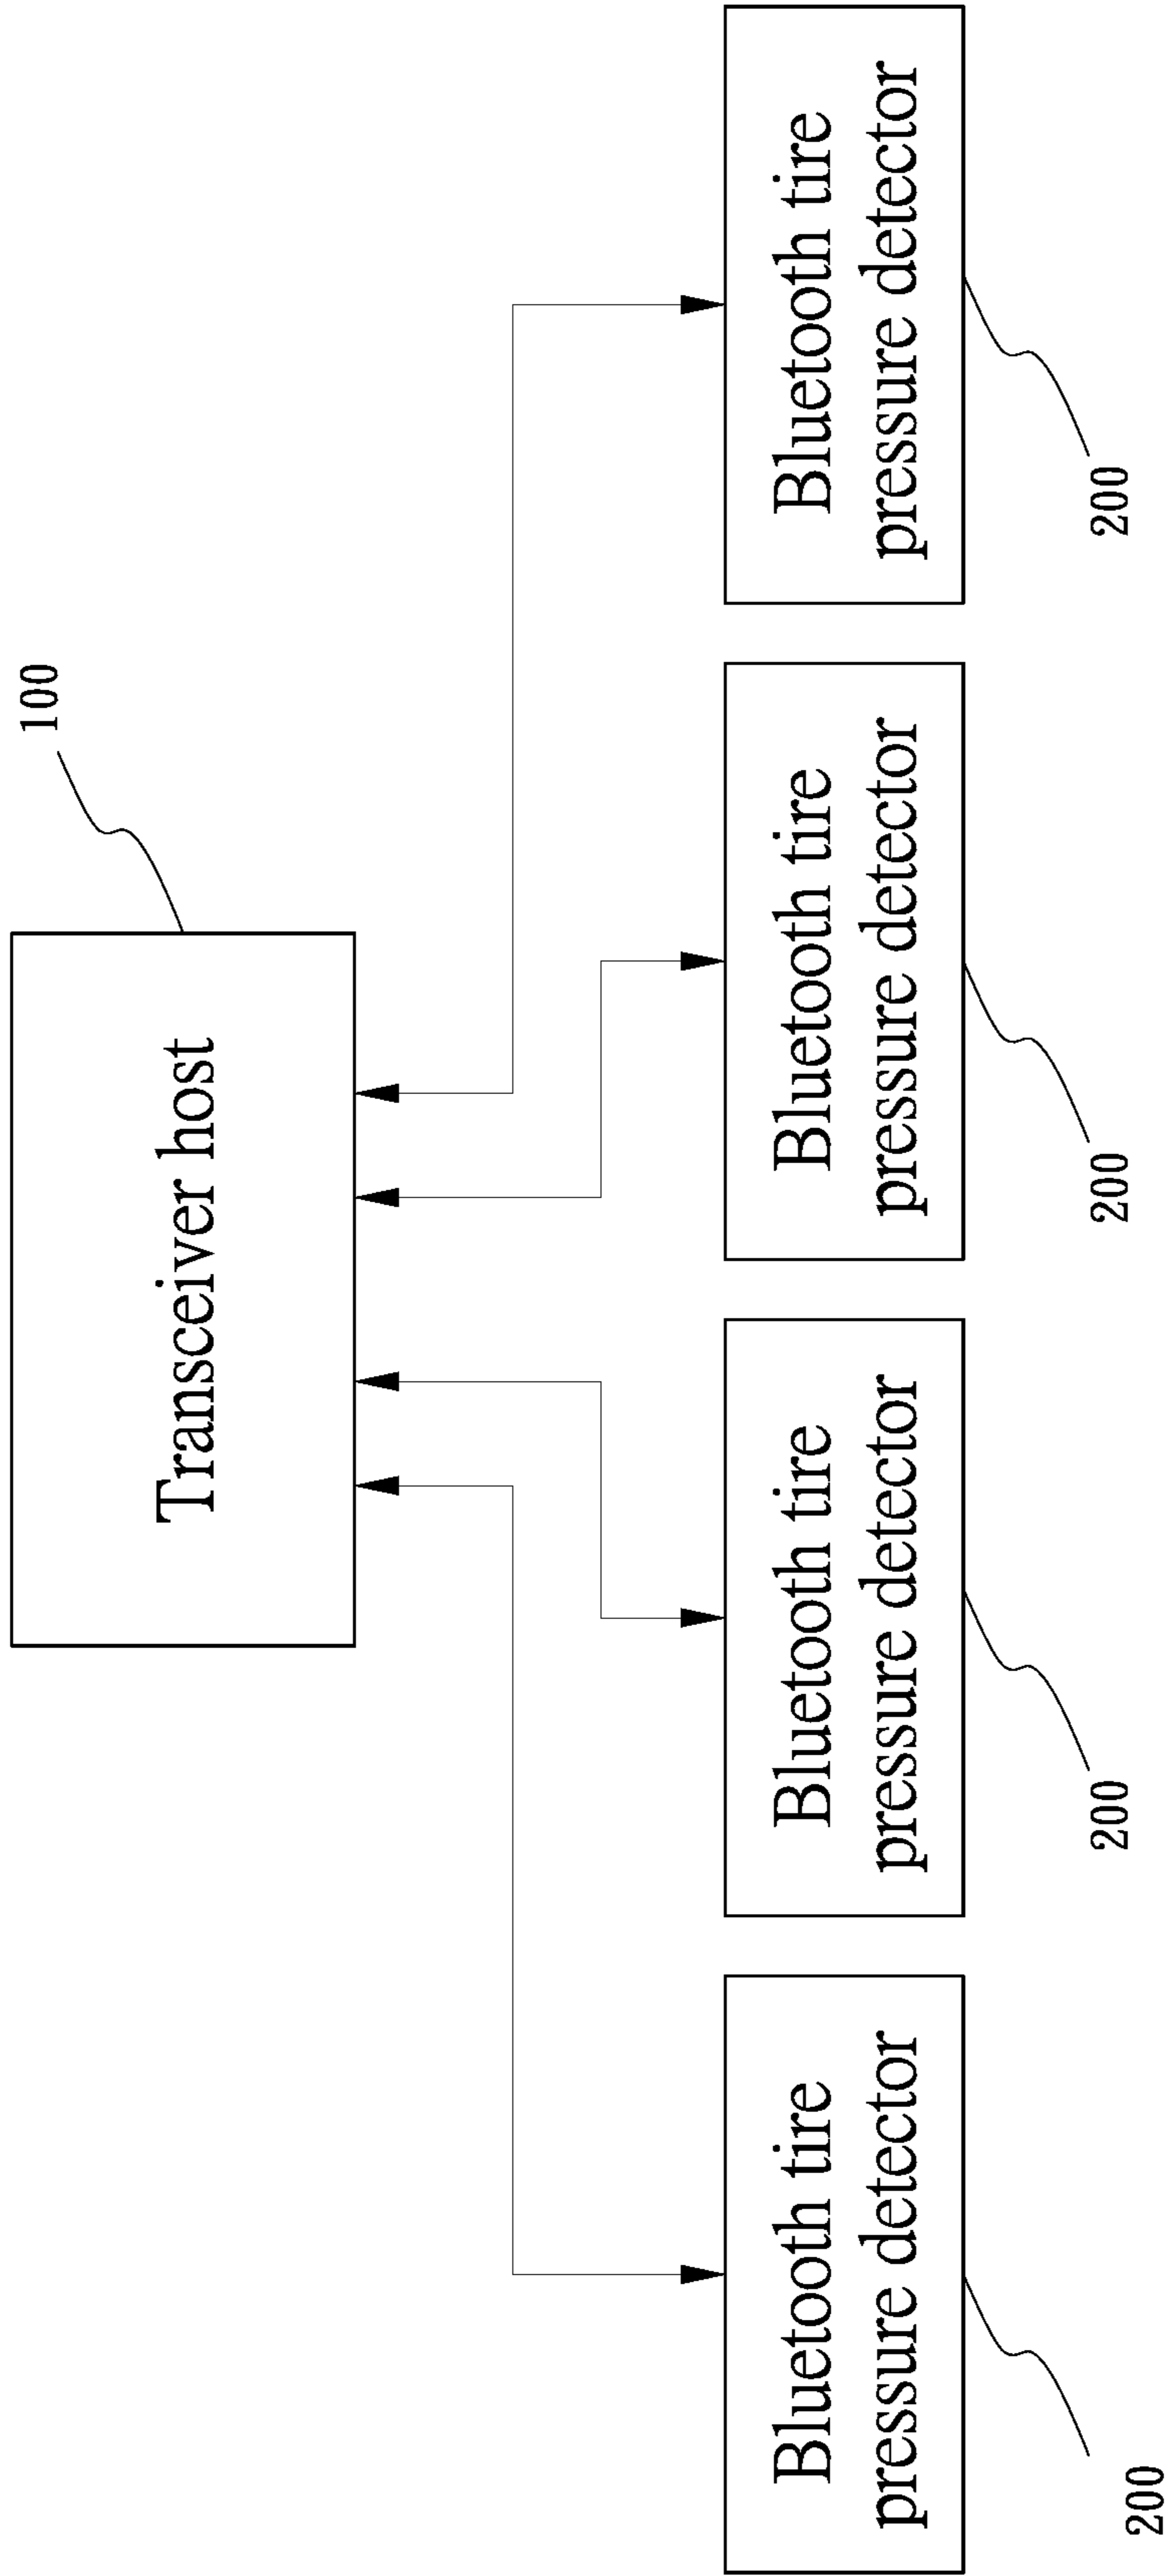 100
Transceiver host
Bluetooth tire
pressure detector
200
Bluetooth tire
pressure detector
200
Bluetooth tire
pressure detector
200
Bluetooth tire
pressure detector
200